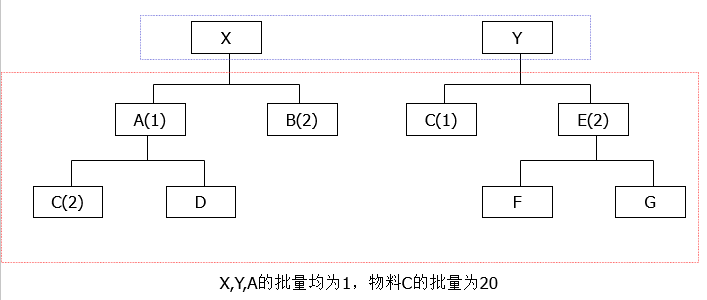 X Y
A(1) B(2) C(1) E(2)
C(2) D F G
X,Y,A的批量均为1，物料C的批量为20